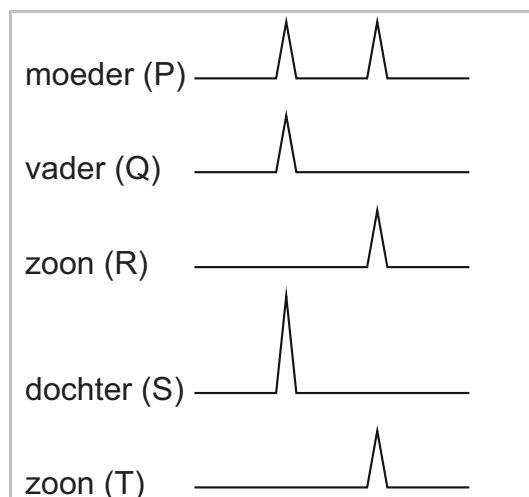 moeder (P)
vader (Q)
zoon (R)
dochter (S)
zoon (T)